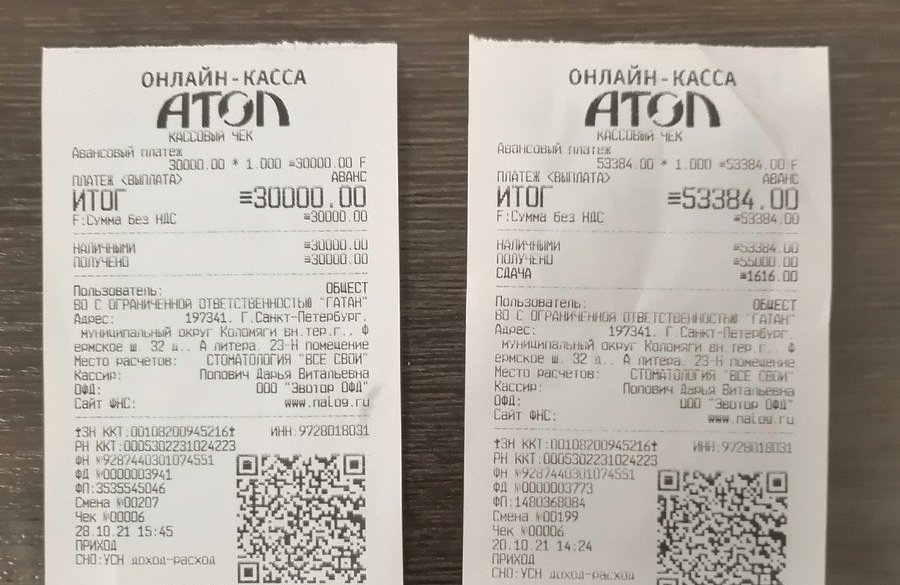 ОНЛАЙН-КАССА
АТОЛ
КАССОВЫЙ ЧЕК
Авансовый платеж
30000.00 * 1.000 =30000.00 F
ПЛАТЕЖ <ВЫПЛАТА> АВАНС
ИТОГ =30000.00
F:Сумма без НДС =30000.00
НАЛИЧНЫМИ =30000.00
ПОЛУЧЕНО =30000.00
Пользователь: ОБЩЕСТ
ВО С ОГРАНИЧЕННОЙ ОТВЕТСТВЕННОСТЬЮ "ГАТАН"
Адрес: 197341. Г.Санкт-Петербург.
муниципальный округ Коломяги вн.тер.г.. Ф
ермское ш. 32 д.. А литера. 23-Н помещение
Место расчетов: СТОМАТОЛОГИЯ "ВСЕ СВОИ"
Кассир: Попович Дарья Витальевна
ОФД: ООО "Эвотор ОФД"
Сайт ФНС: www.nalog.ru
†ЗН ККТ:00108200945216† ИНН:9728018031
РН ККТ:0005302231024223
ФН №9287440301074551
ФД №0000003941
ФП:3535545046
Смена №00207
Чек №00006
28.10.21 15:45
ПРИХОД
СНО:УСН доход-расход
ОНЛАЙН-КАССА
АТОЛ
КАССОВЫЙ ЧЕК
Авансовый платеж
53384.00 * 1.000 =53384.00 F
ПЛАТЕЖ <ВЫПЛАТА> АВАНС
ИТОГ =53384.00
F:Сумма без НДС =53384.00
НАЛИЧНЫМИ =53384.00
ПОЛУЧЕНО =55000.00
СДАЧА =1616.00
Пользователь: ОБЩЕСТ
ВО С ОГРАНИЧЕННОЙ ОТВЕТСТВЕННОСТЬЮ "ГАТАН"
Адрес: 197341. Г.Санкт-Петербург
муниципальный округ Коломяги вн.тер.г.. Ф
ермское ш. 32 д.. А литера. 23-Н помещение
Место расчетов: СТОМАТОЛОГИЯ "ВСЕ СВОИ"
Кассир: Попович Дарья Витальевна
ОФД: ООО "Эвотор ОФД"
Сайт ФНС: www.nalog.ru
†ЗН ККТ:00108200945216† ИНН:9728018031
РН ККТ:0005302231024223
ФН №9287440301074551
ФД №0000003773
ФП:1480368084
Смена №00199
Чек №00006
20.10.21 14:24
ПРИХОД
СНО:УСН доход-расход